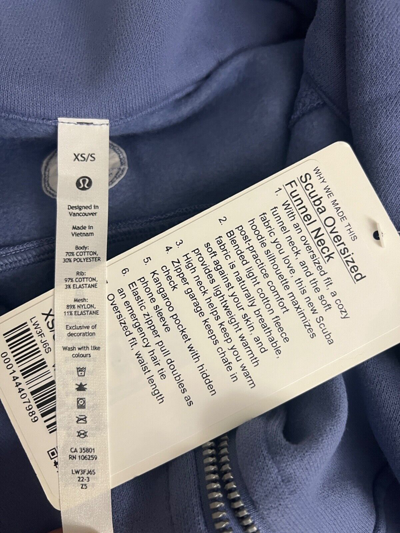 XS/S
Designed in
Vancouver
Made in
Vietnam
Body:
70% COTTON,
30% POLYESTER
Rib:
97% COTTON,
3% ELASTANE
Mesh:
89% NYLON,
11% ELASTANE
Exclusive of
decoration
Wash with like
colours
CA 35801
RN 106259
LW3FJ6S
22-3
Z5
WHY WE MADE THIS
Scuba Oversized
Funnel Neck
1. With an oversized fit, a cozy
funnel neck, and the soft
fabric you love, this new Scuba
hoodie silhouette maximizes
post-practice comfort
2. Blended light cotton fleece
fabric is naturally breathable,
soft against your skin, and
provides lightweight warmth
3. High neck helps keep you warm
4. Zipper garage keeps chafe in
check
5. Kangaroo pocket with hidden
phone sleeve
6. Elastic zipper pull doubles as
an emergency hair tie
Oversized fit, waist length
XS/
LW3FJ6S
000144407989